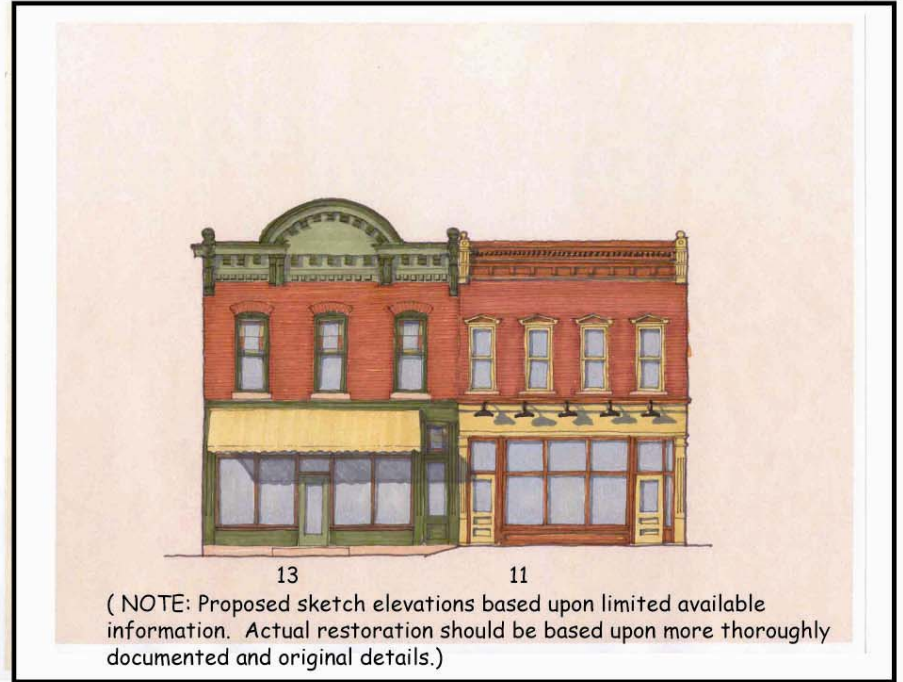 13 11
( NOTE: Proposed sketch elevations based upon limited available
information. Actual restoration should be based upon more thoroughly
documented and original details.)